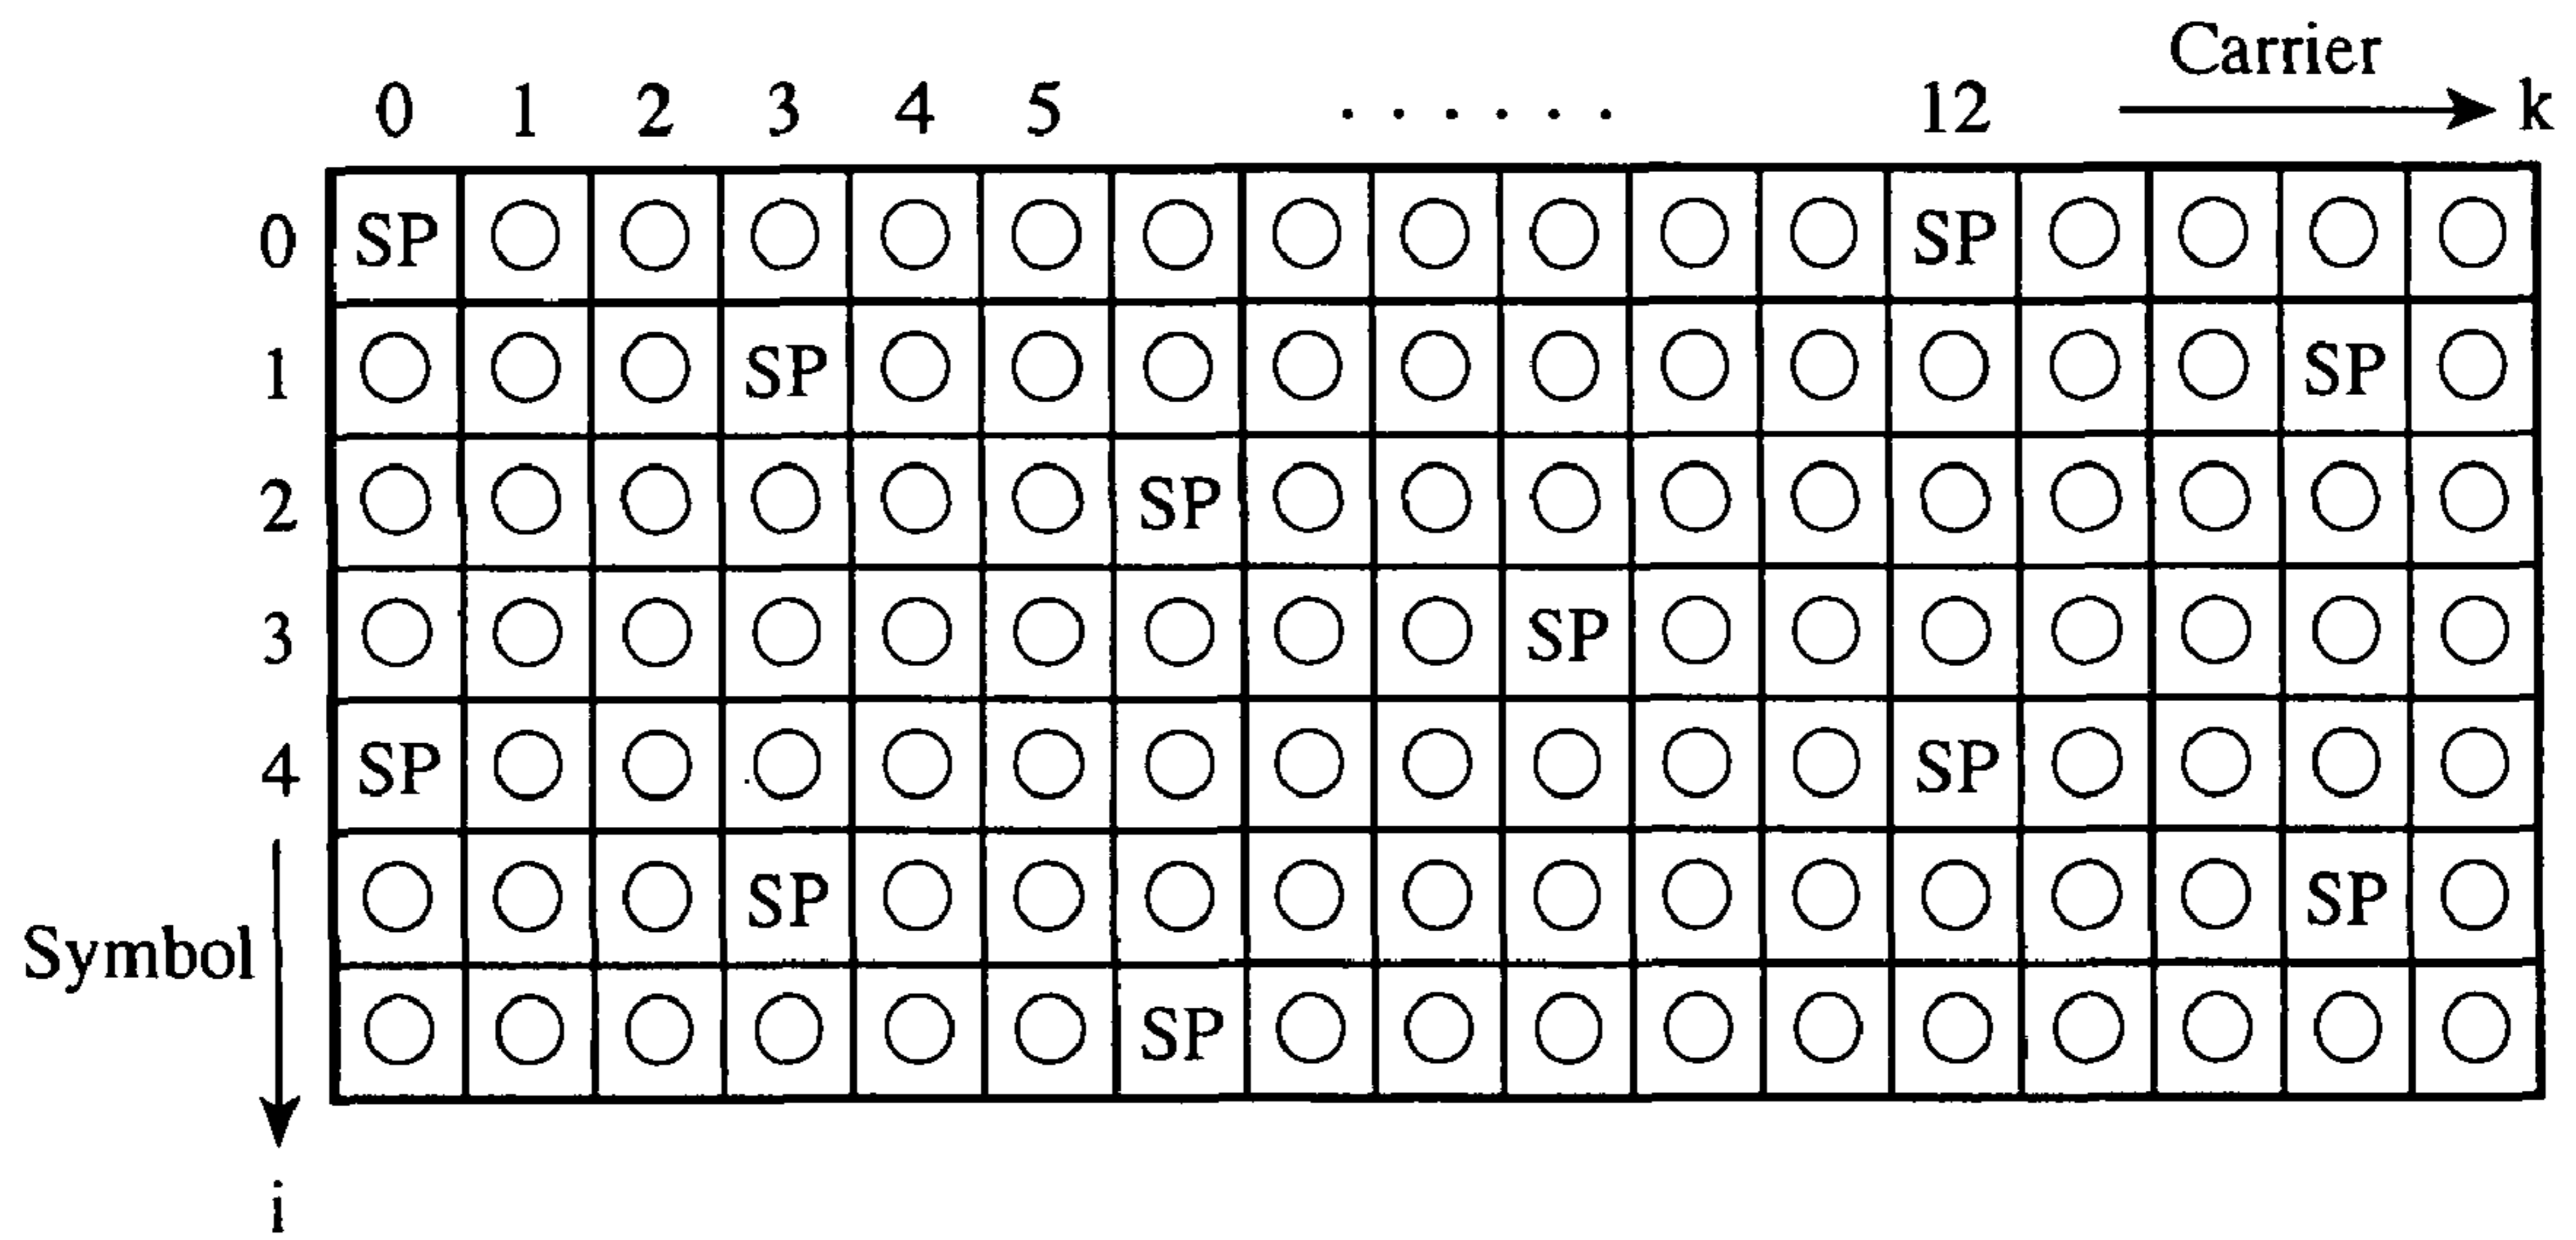 Carrier
0 1 2 3 4 5 · · · · · · 12 k
0 SP SP
1 SP SP
2 SP
3 SP
4 SP SP
SP SP
Symbol
SP
i